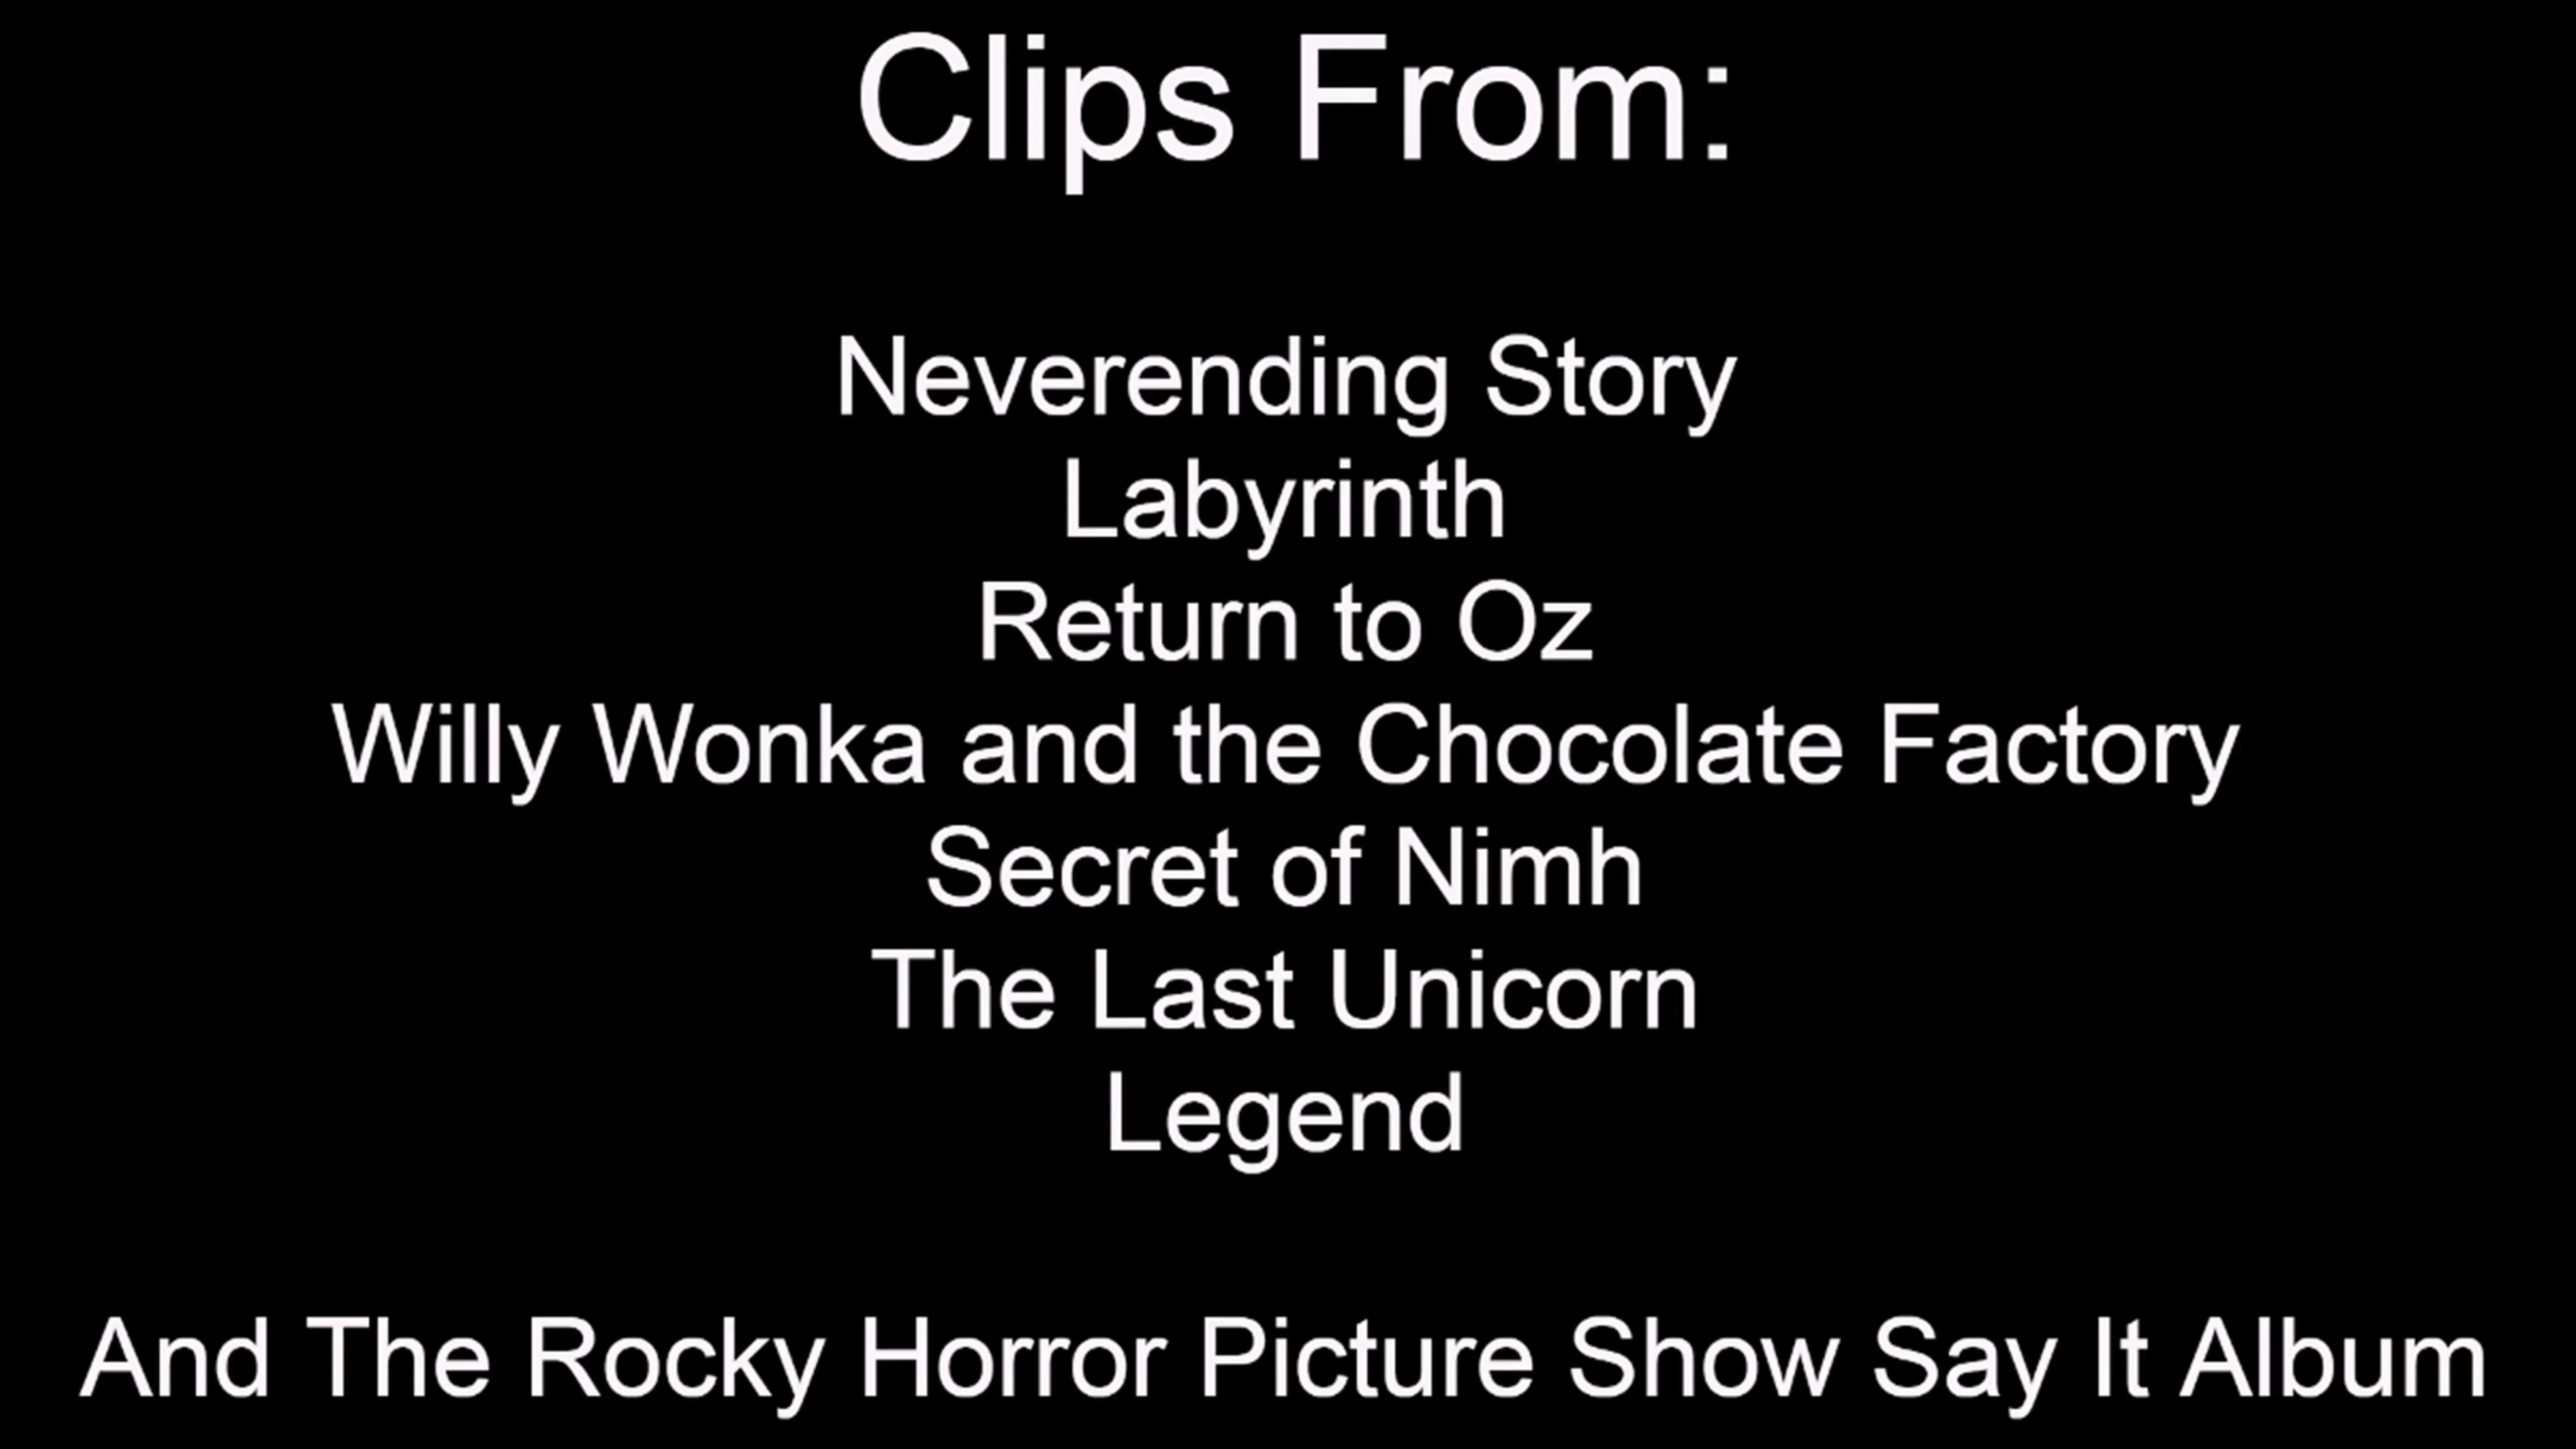 Clips From:
Neverending Story
Labyrinth
Return to Oz
Willy Wonka and the Chocolate Factory
Secret of Nimh
The Last Unicorn
Legend
And The Rocky Horror Picture Show Say It Album